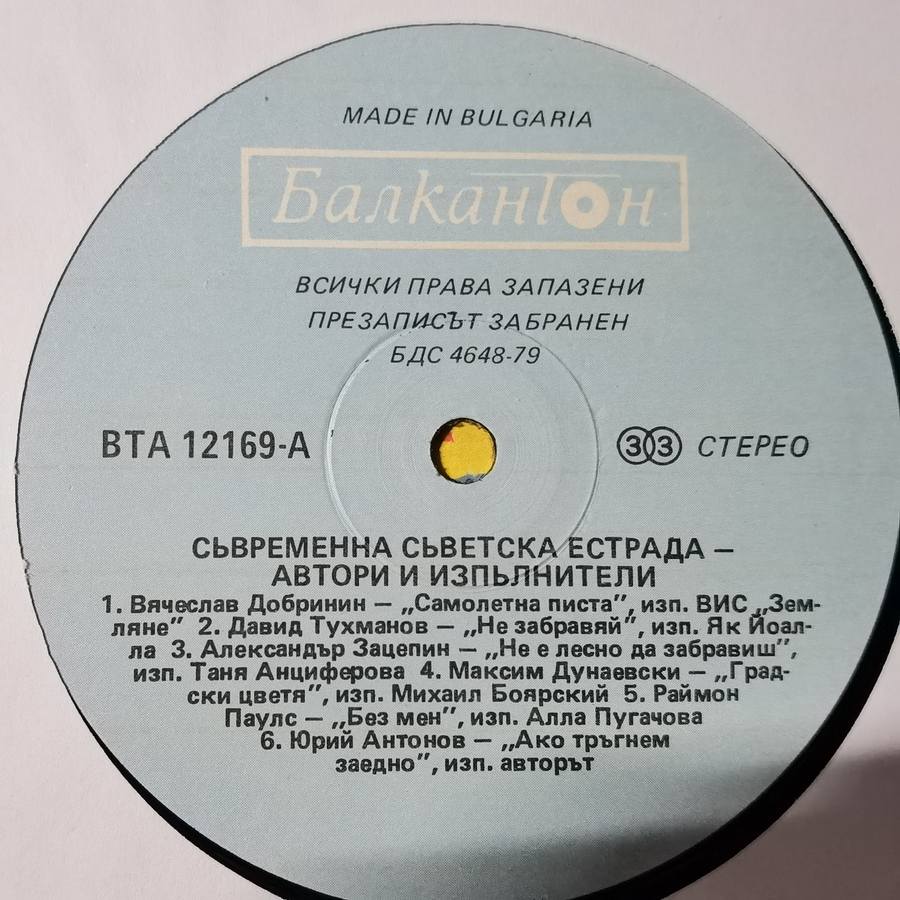 MADE IN BULGARIA
Балкантон
ВСИЧКИ ПРАВА ЗАПАЗЕНИ
ПРЕЗАПИСЪТ ЗАБРАНЕН
БДС 4648-79
ВТА 12169-А
33 СТЕРЕО
СЬВРЕМЕННА СЬВЕТСКА ЕСТРАДА –
АВТОРИ И ИЗПЬЛНИТЕЛИ
1. Вячеслав Добринин – „Самолетна писта”, изп. ВИС „Зем-
ляне” 2. Давид Тухманов – „Не забравяй”, изп. Як Йоал-
ла 3. Александър Зацепин – „Не е лесно да забравиш”,
изп. Таня Анциферова 4. Максим Дунаевски – „Град-
ски цветя”, изп. Михаил Боярский 5. Раймон
Паулс – „Без мен”, изп. Алла Пугачова
6. Юрий Антонов – „Ако тръгнем
заедно”, изп. авторът